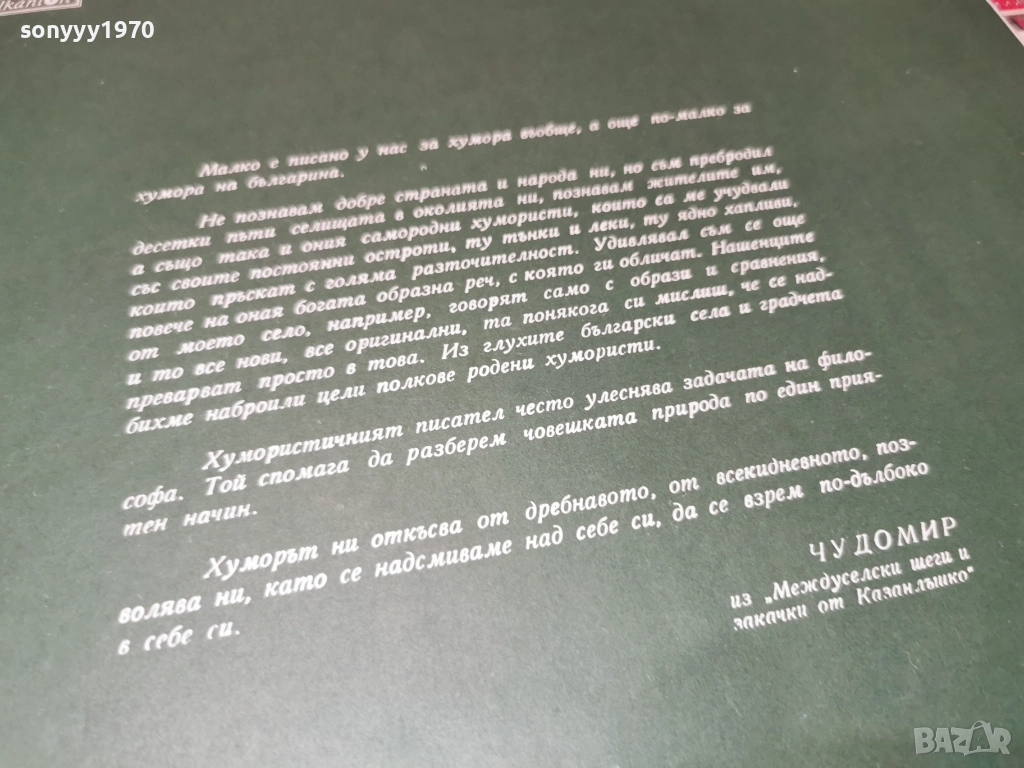 sonyyy1970
Малко е писано у нас за хумора въобще, а още по-малко за
хумора на българина.
Не познавам добре страната и народа ни, но съм пребродил
десетки пъти селищата в околията ни, познавам жителите им,
а също така и ония самородни хумористи, които са ме учудвали
със своите постоянни остроти, ту тънки и леки, ту ядно хапливи,
които пръскат с голяма разточителност. Удивлявал съм се още
повече на оная богата образна реч, с която ги обличат. Нашенците
от моето село, например, говорят само с образи и сравнения,
и то все нови, все оригинални, та понякога си мислиш, че се над-
преварват просто в това. Из глухите български села и градчета
бихме наброили цели полкове родени хумористи.
Хумористичният писател често улеснява задачата на фило-
софа. Той спомага да разберем човешката природа по един прия-
тен начин.
Хуморът ни откъсва от дребнавото, от всекидневното, поз-
волява ни, като се надсмиваме над себе си, да се взрем по-дълбоко
в себе си.
ЧУДОМИР
из „Междуселски шеги и
закачки от Казанлъшко"
BAZAR